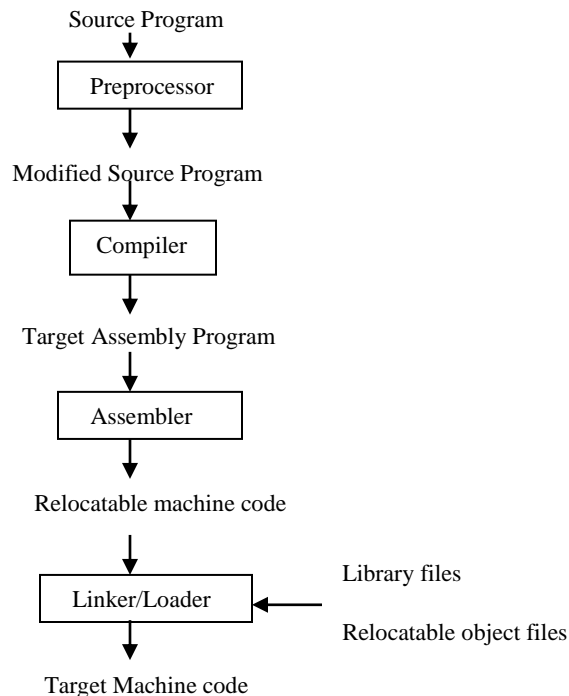 Source Program
Preprocessor
Modified Source Program
Compiler
Target Assembly Program
Assembler
Relocatable machine code
Library files
Linker/Loader
Relocatable object files
Target Machine code